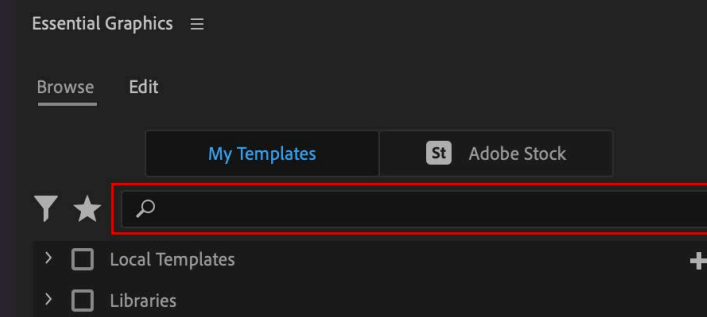 Essential Graphics
Browse Edit
My Templates St Adobe Stock
Local Templates
Libraries